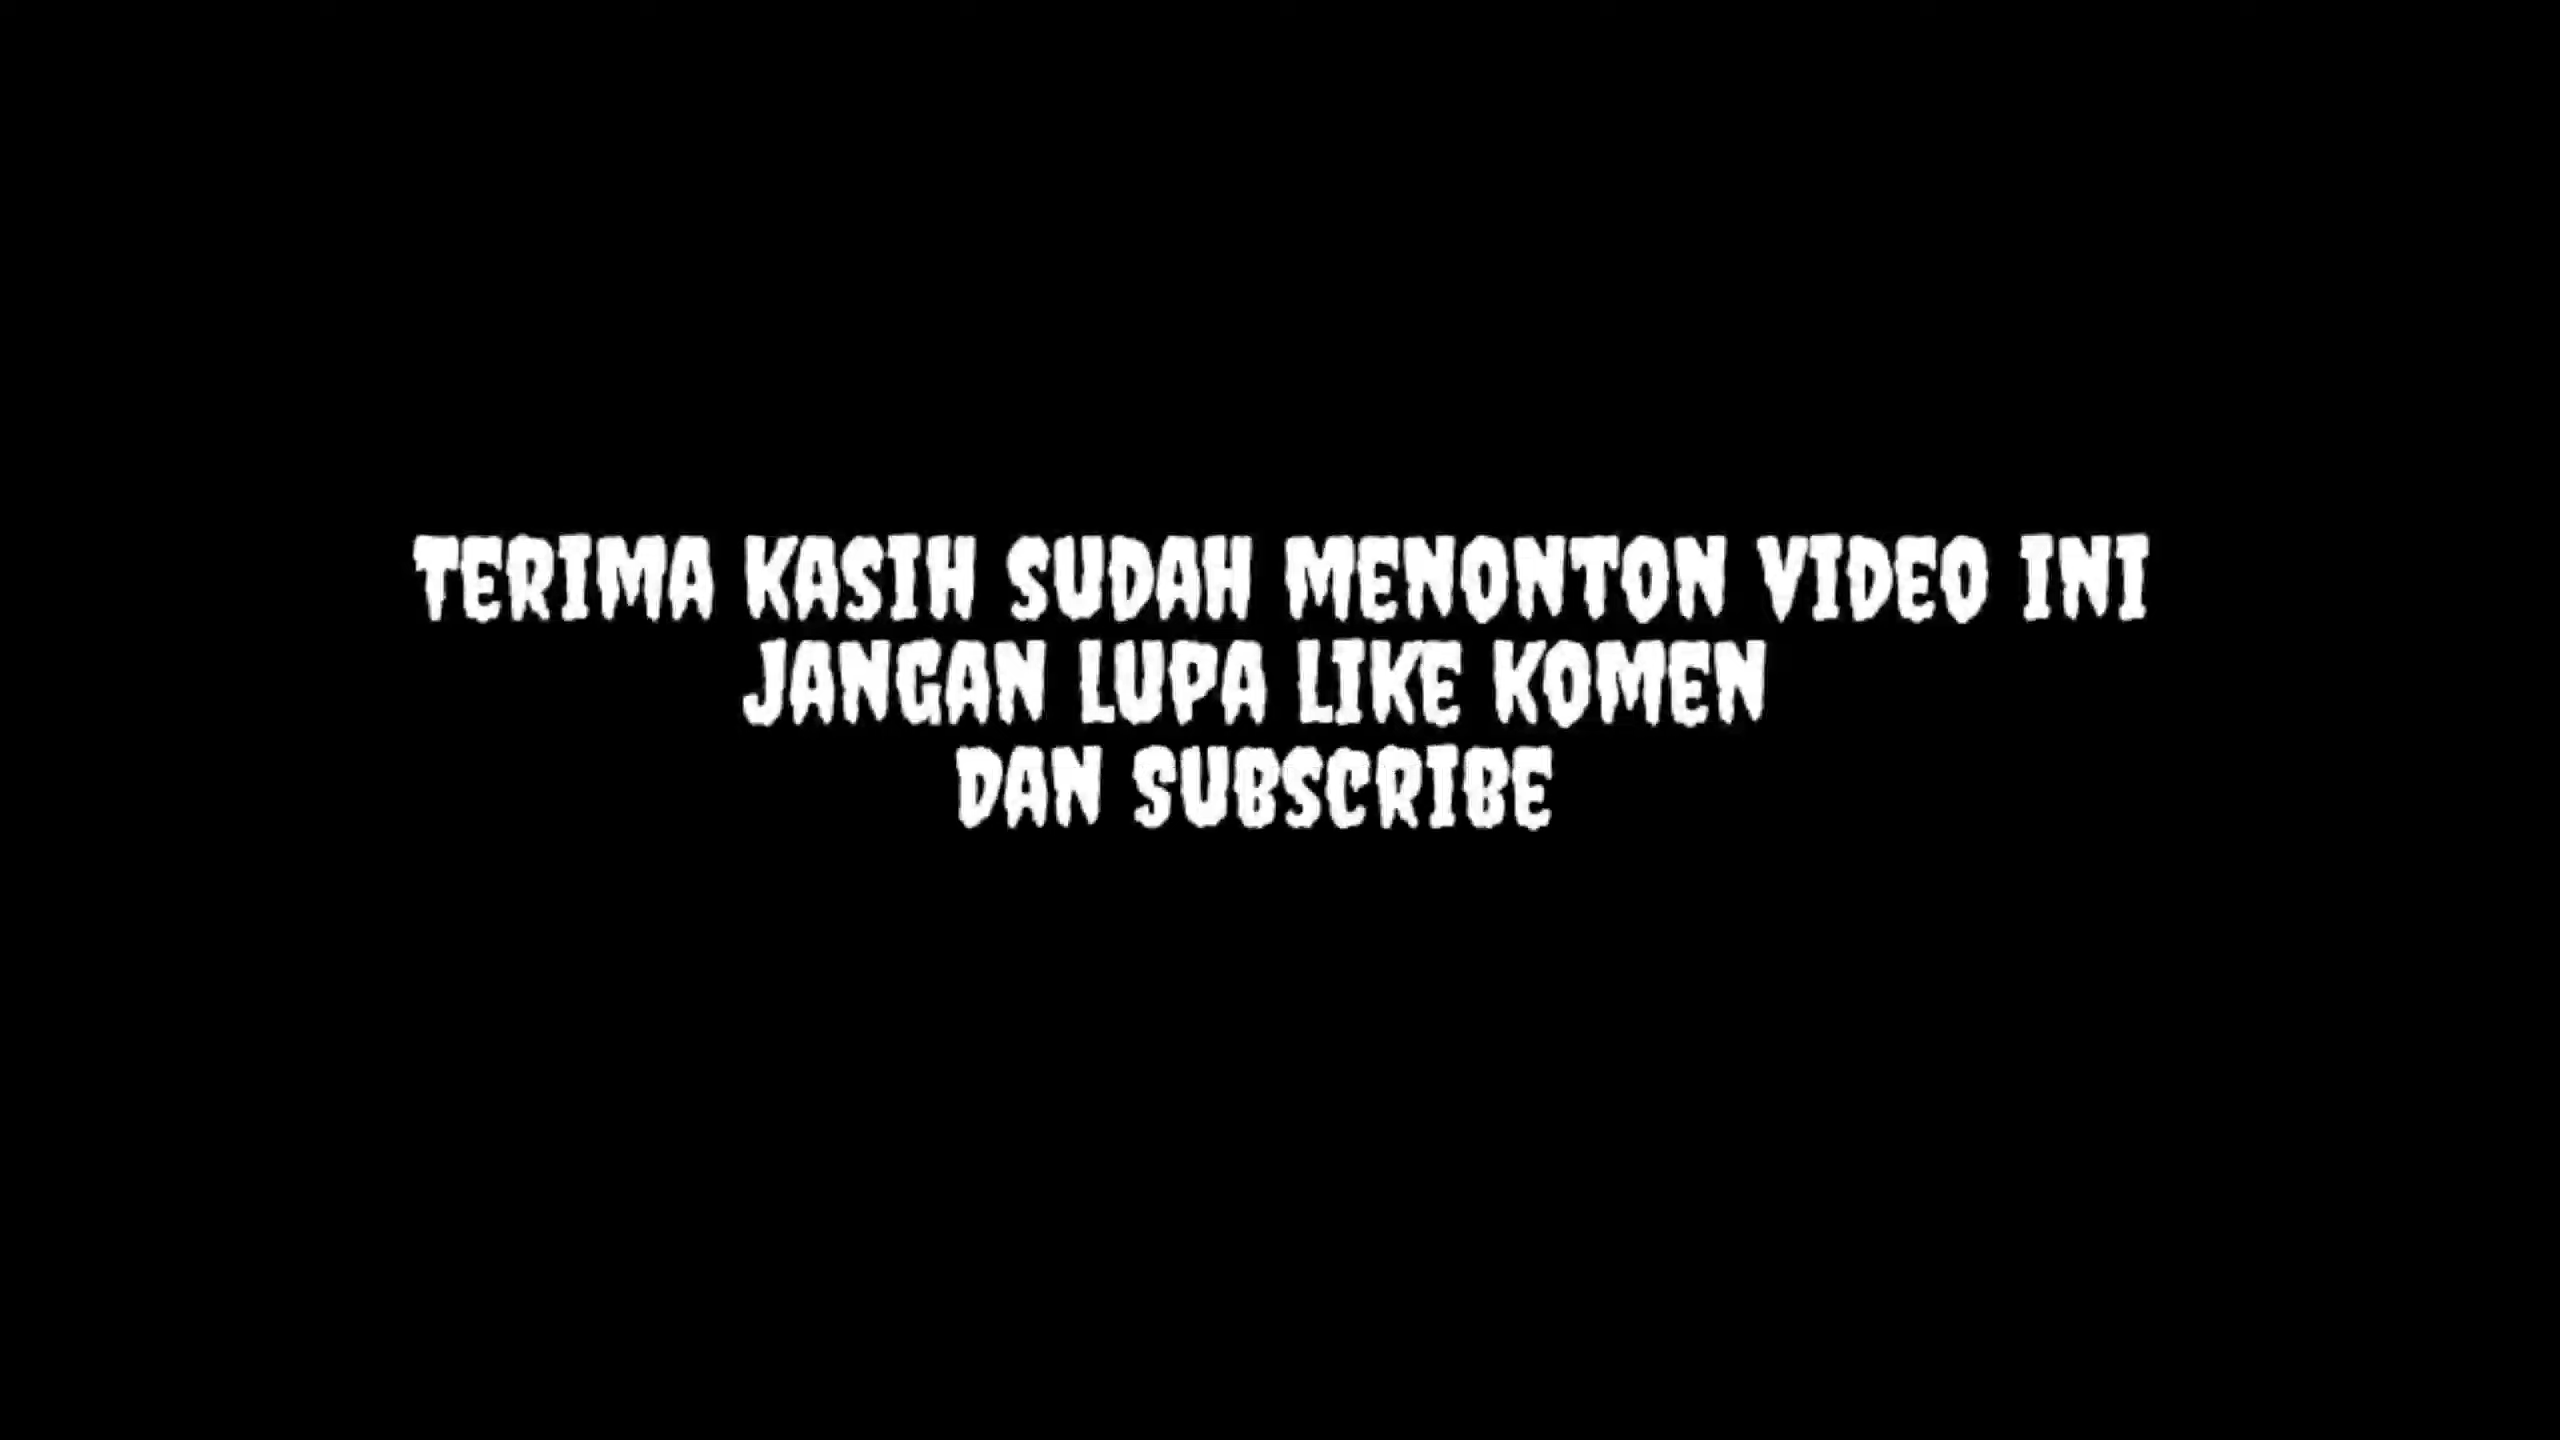 TERIMA KASIH SUDAH MENONTON VIDEO INI
JANGAN LUPA LIKE KOMEN
DAN SUBSCRIBE